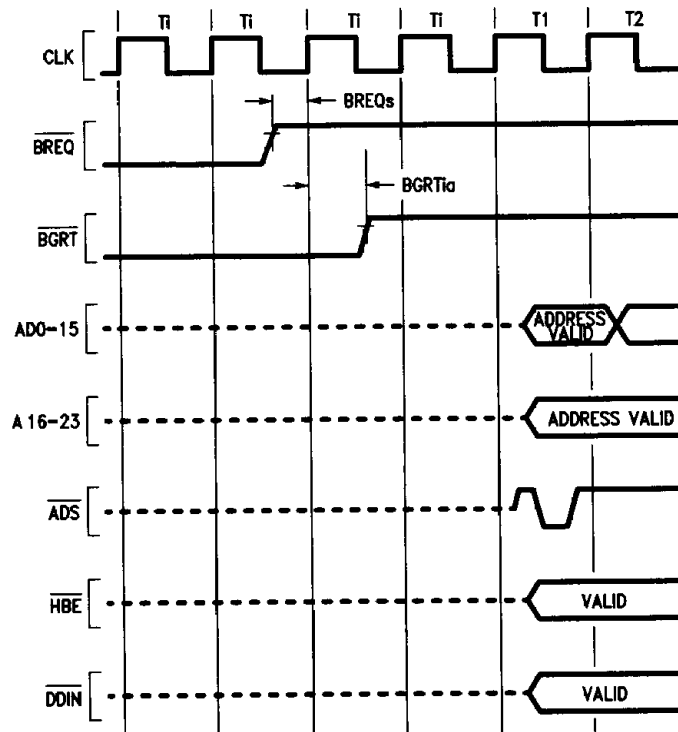 Ti Ti Ti Ti T1 T2
CLK
BREQs
BREQ
BGRTia
BGRT
AD0-15 ADDRESS VALID
A 16-23 ADDRESS VALID
ADS
HBE VALID
DDIN VALID